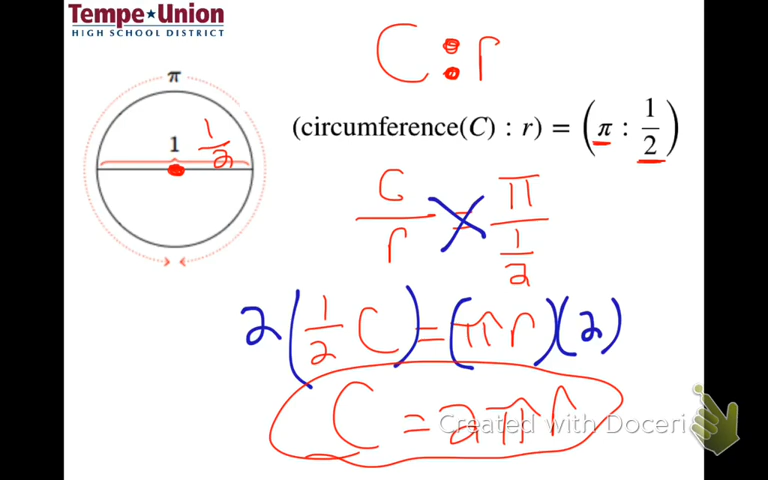 Tempe★Union
HIGH SCHOOL DISTRICT
C : r
π
1
1/2
(circumference(C) : r) = (π : 1/2)
C/r = π/(1/2)
2(1/2 C) = (πr)(2)
C = 2πr
Created with Doceri